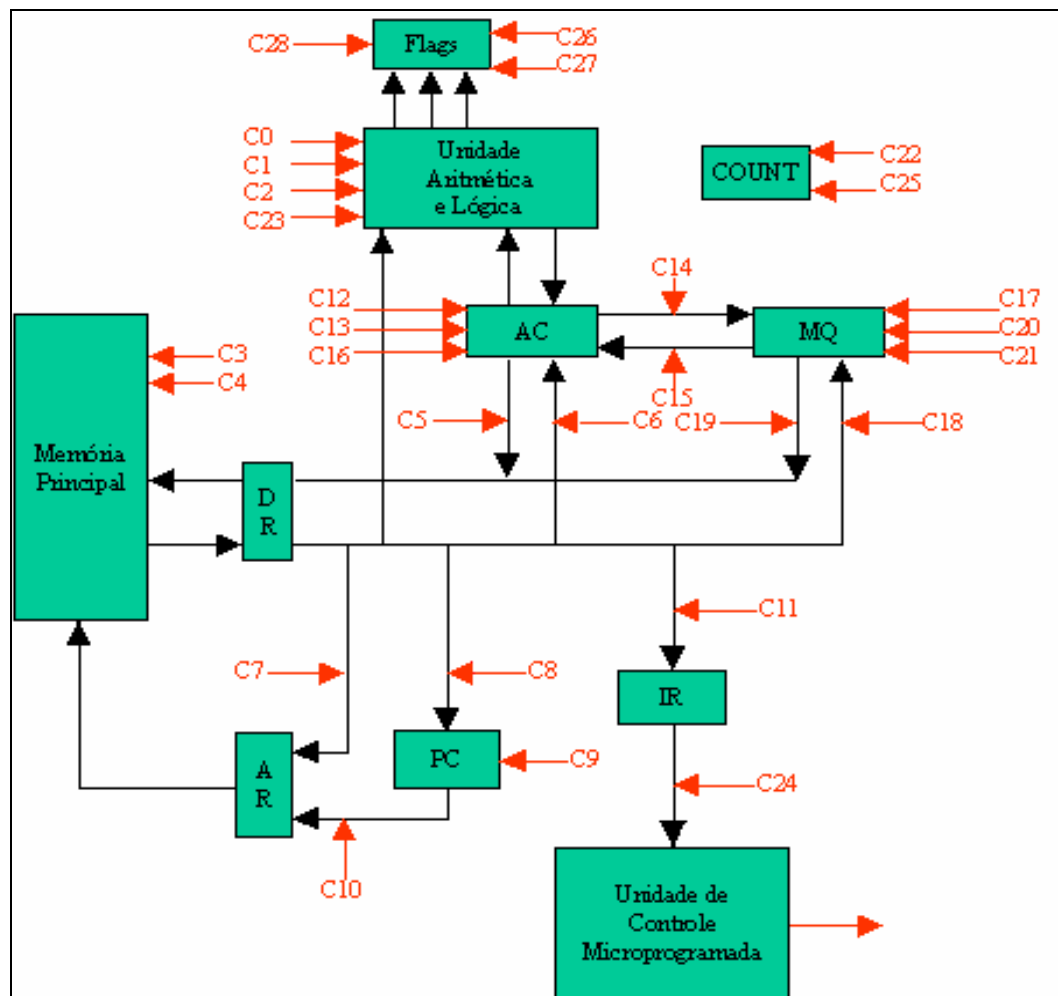 C28
Flags
C26
C27
C0
C1
C2
C23
Unidade
Aritmética
e Lógica
COUNT
C22
C25
C12
C13
C16
AC
C14
C15
MQ
C17
C20
C21
C3
C4
C5
C6
C19
C18
Memória
Principal
D
R
C7
C8
C11
IR
A
R
PC
C9
C24
C10
Unidade de
Controle
Microprogramada